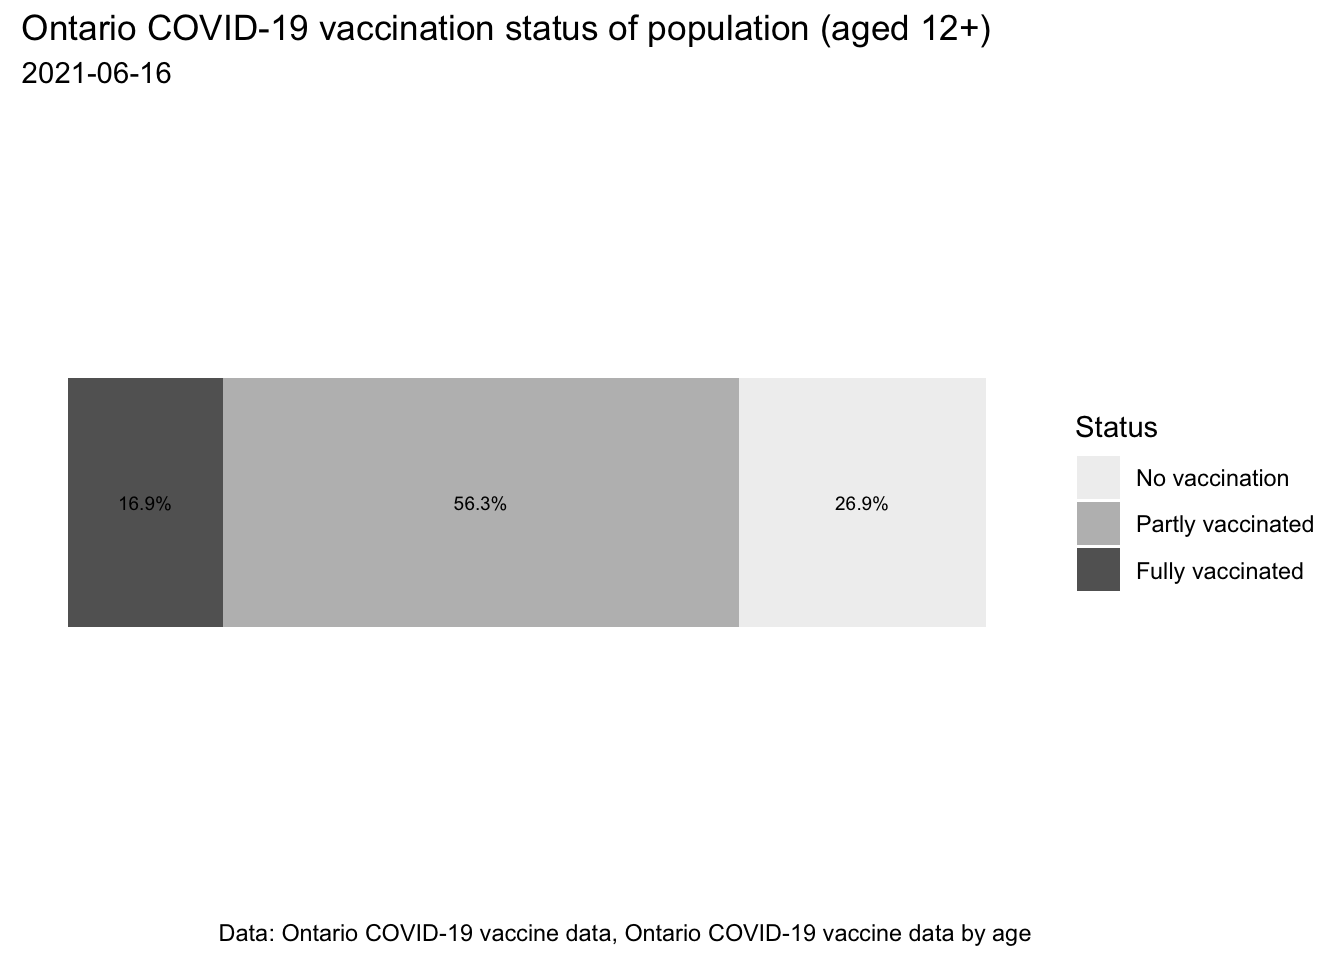 Ontario COVID-19 vaccination status of population (aged 12+)
2021-06-16
16.9%
56.3%
26.9%
Status
No vaccination
Partly vaccinated
Fully vaccinated
Data: Ontario COVID-19 vaccine data, Ontario COVID-19 vaccine data by age